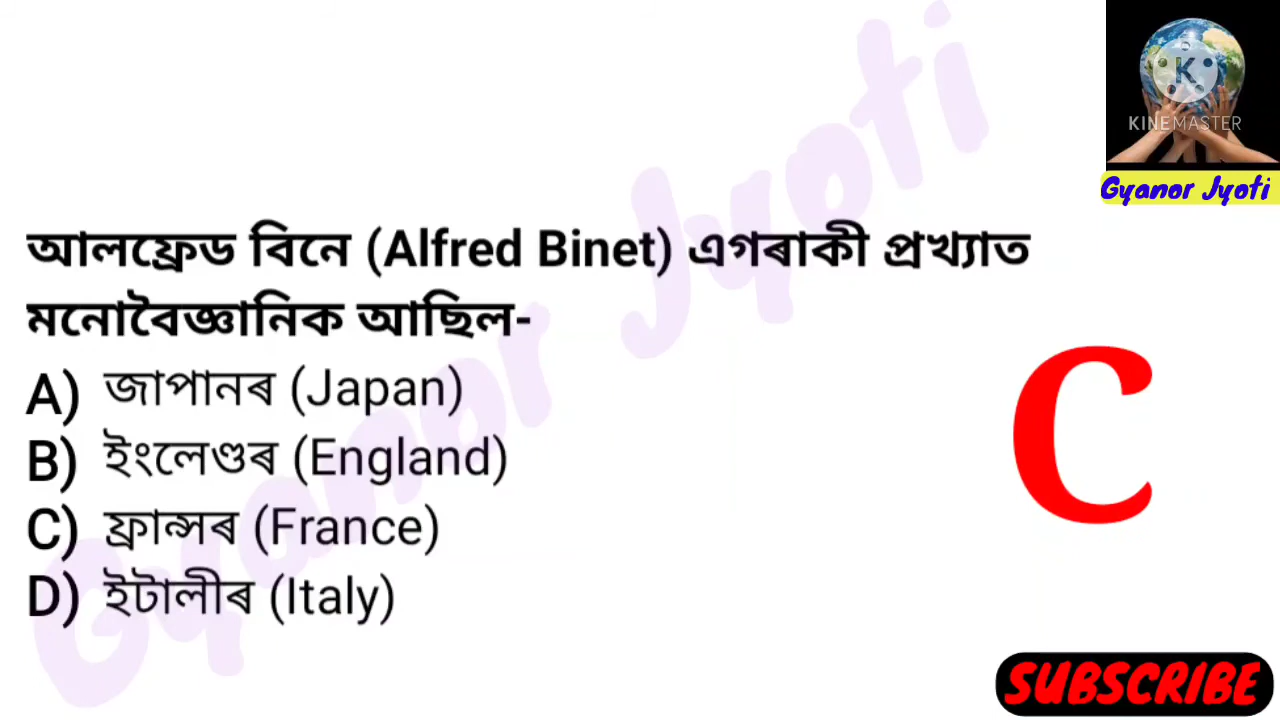 K
KINEMASTER
Gyanor Jyoti
আলফ্ৰেড বিনে (Alfred Binet) এগৰাকী প্ৰখ্যাত
মনোবৈজ্ঞানিক আছিল-
A) জাপানৰ (Japan)
B) ইংলেণ্ডৰ (England)
C) ফ্ৰান্সৰ (France)
D) ইটালীৰ (Italy)
C
Gyanor Jyoti
SUBSCRIBE